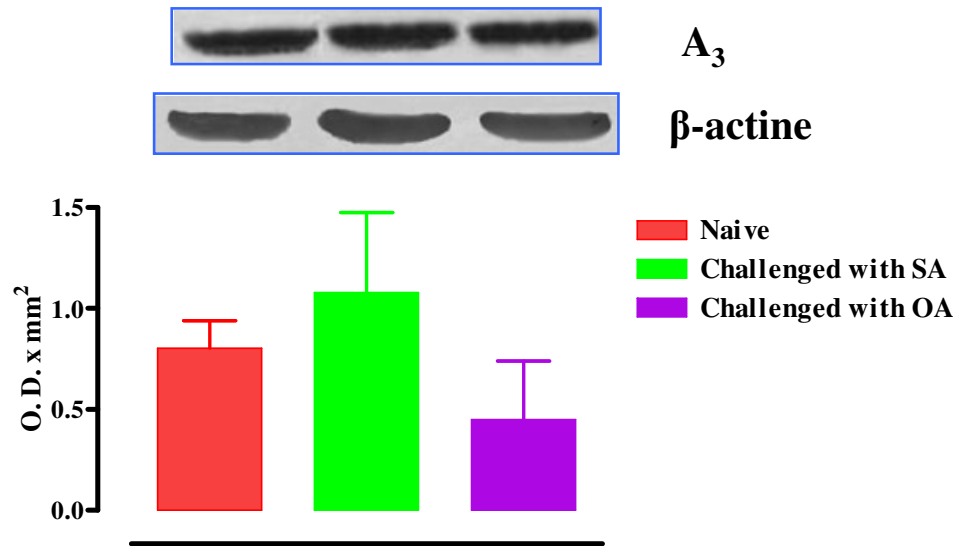 A₃
β-actine
1.5
1.0
0.5
0.0
O. D. x mm²
Naive
Challenged with SA
Challenged with OA